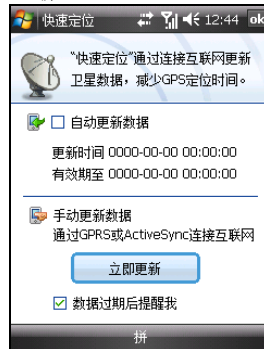 快速定位 12:44 ok
“快速定位”通过连接互联网更新
卫星数据，减少GPS定位时间。
自动更新数据
更新时间 0000-00-00 00:00:00
有效期至 0000-00-00 00:00:00
手动更新数据
通过GPRS或ActiveSync连接互联网
立即更新
数据过期后提醒我
拼